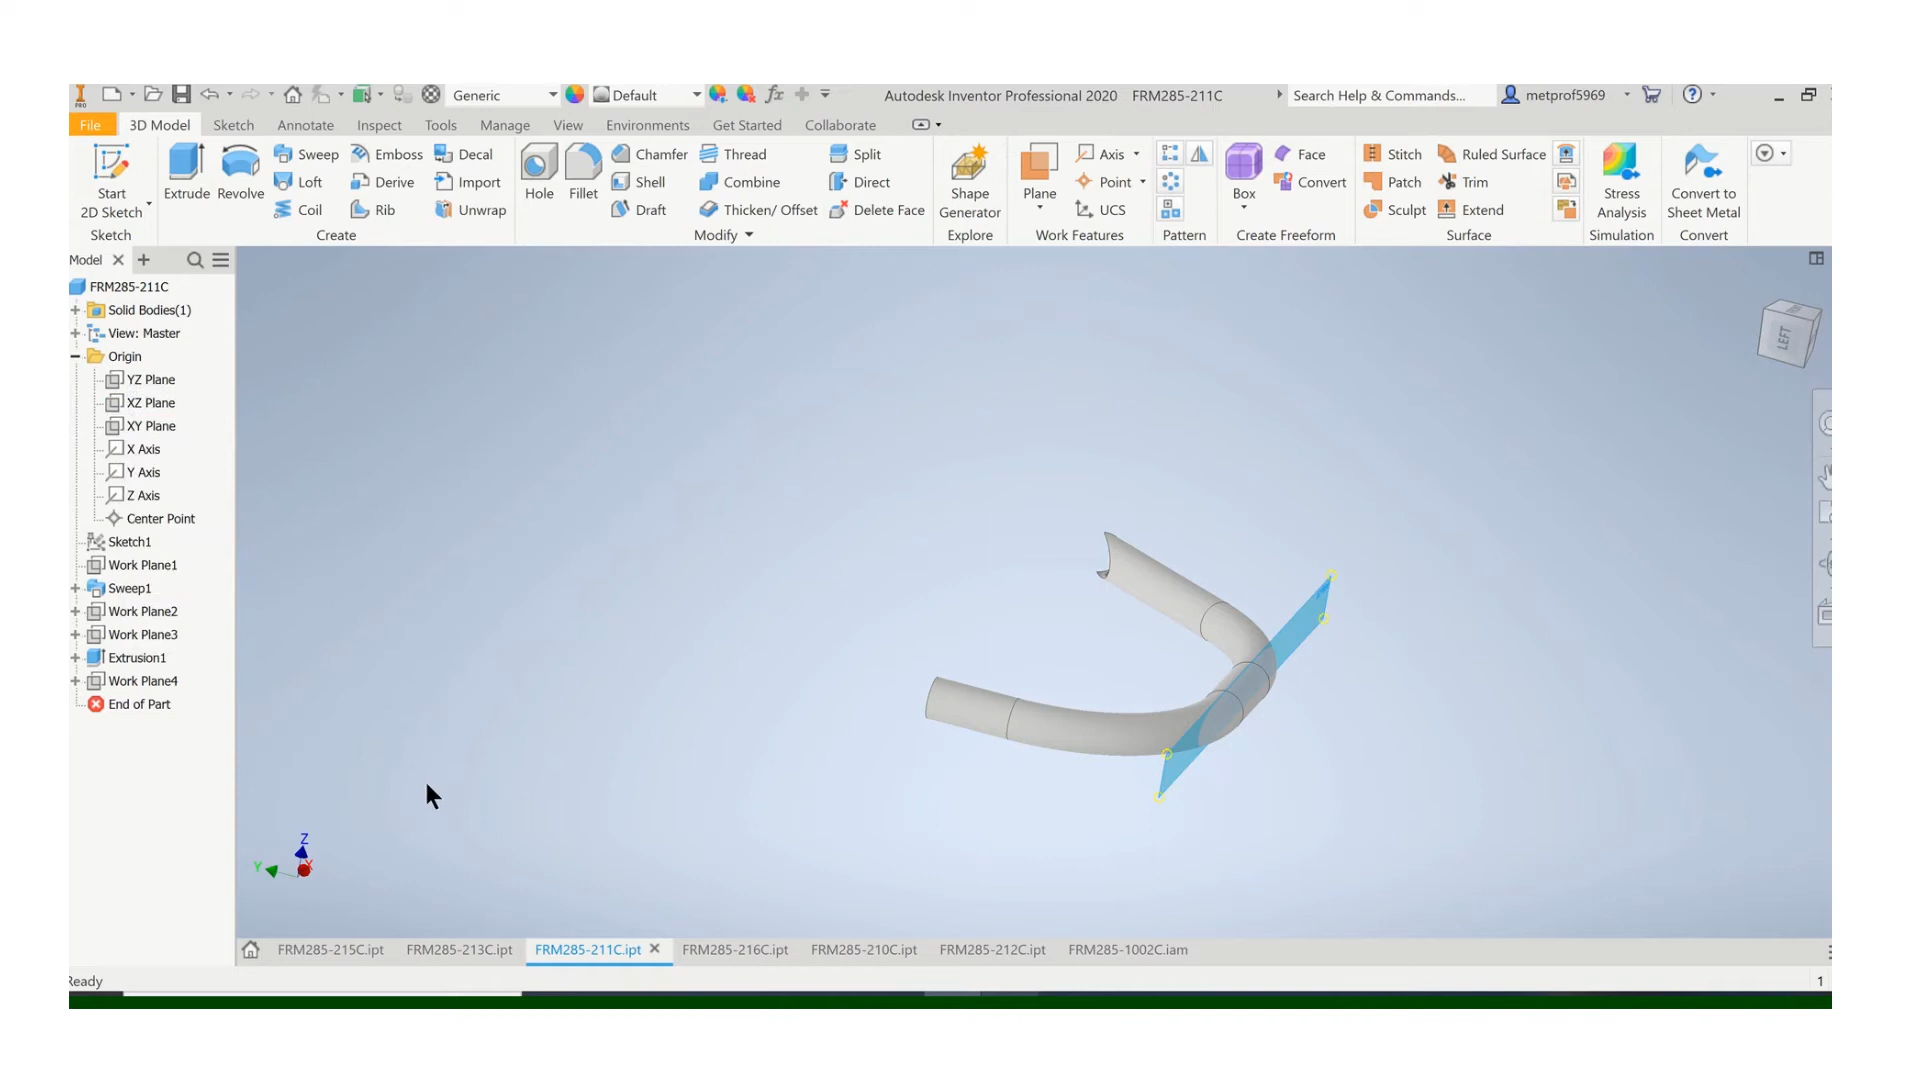 PRO Generic Default fx Autodesk Inventor Professional 2020 FRM285-211C Search Help & Commands... metprof5969
File 3D Model Sketch Annotate Inspect Tools Manage View Environments Get Started Collaborate
Start
2D Sketch
Extrude
Revolve
Sweep Emboss Decal
Loft Derive Import
Coil Rib Unwrap
Hole
Fillet
Chamfer Thread Split
Shell Combine Direct
Draft Thicken/ Offset Delete Face
Shape
Generator
Plane
Axis
Point
UCS
Box
Face
Convert
Stitch Ruled Surface
Patch Trim
Sculpt Extend
Stress
Analysis
Convert to
Sheet Metal
Sketch Create Modify Explore Work Features Pattern Create Freeform Surface Simulation Convert
Model
FRM285-211C
Solid Bodies(1)
View: Master
Origin
YZ Plane
XZ Plane
XY Plane
X Axis
Y Axis
Z Axis
Center Point
Sketch1
Work Plane1
Sweep1
Work Plane2
Work Plane3
Extrusion1
Work Plane4
End of Part
LEFT
Z
Y X
FRM285-215C.ipt FRM285-213C.ipt FRM285-211C.ipt FRM285-216C.ipt FRM285-210C.ipt FRM285-212C.ipt FRM285-1002C.iam
Ready 1